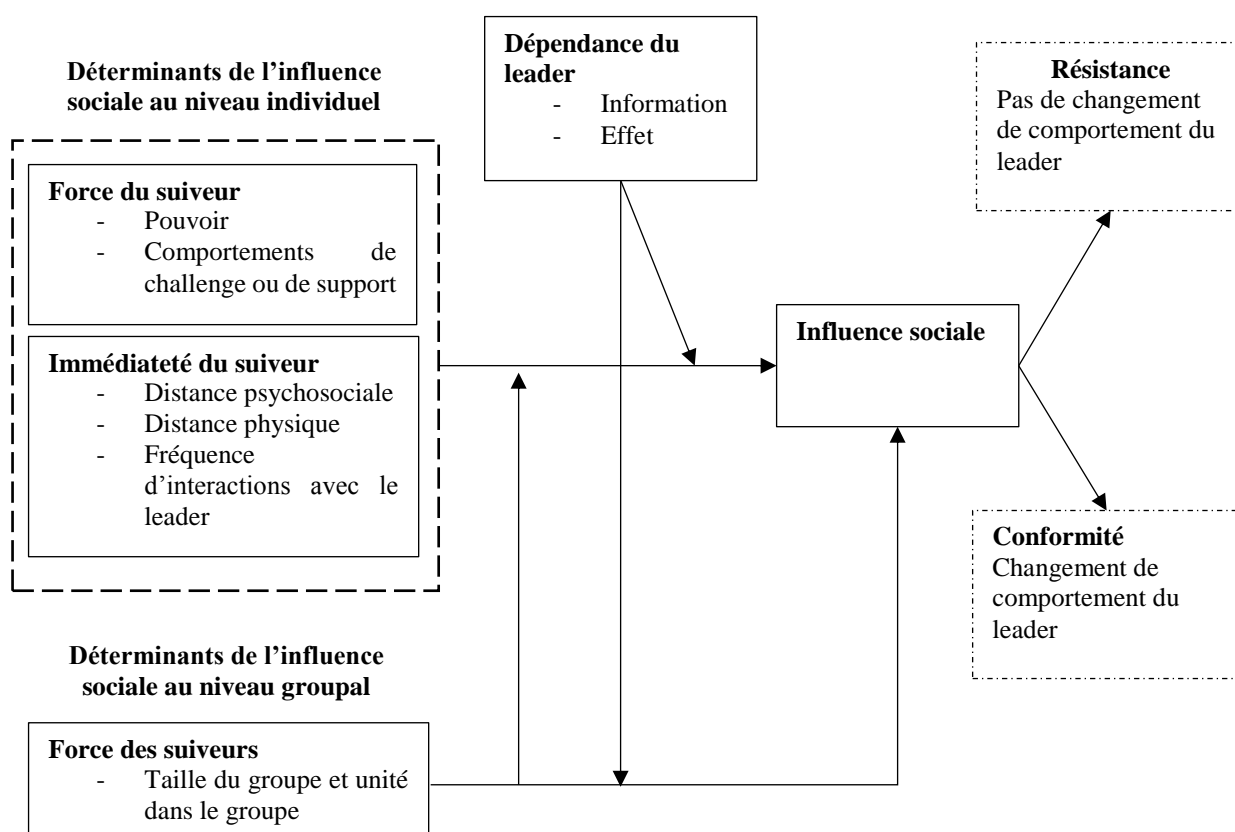 Déterminants de l’influence
sociale au niveau individuel
Force du suiveur
- Pouvoir
- Comportements de
challenge ou de support
Immédiateté du suiveur
- Distance psychosociale
- Distance physique
- Fréquence
d’interactions avec le
leader
Dépendance du
leader
- Information
- Effet
Influence sociale
Résistance
Pas de changement
de comportement du
leader
Conformité
Changement de
comportement du
leader
Déterminants de l’influence
sociale au niveau groupal
Force des suiveurs
- Taille du groupe et unité
dans le groupe